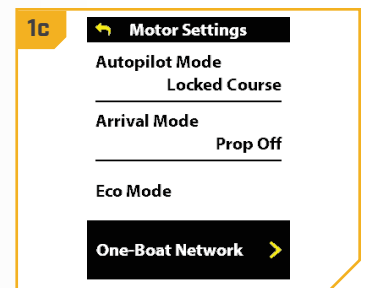 1c
Motor Settings
Autopilot Mode
Locked Course
Arrival Mode
Prop Off
Eco Mode
One-Boat Network